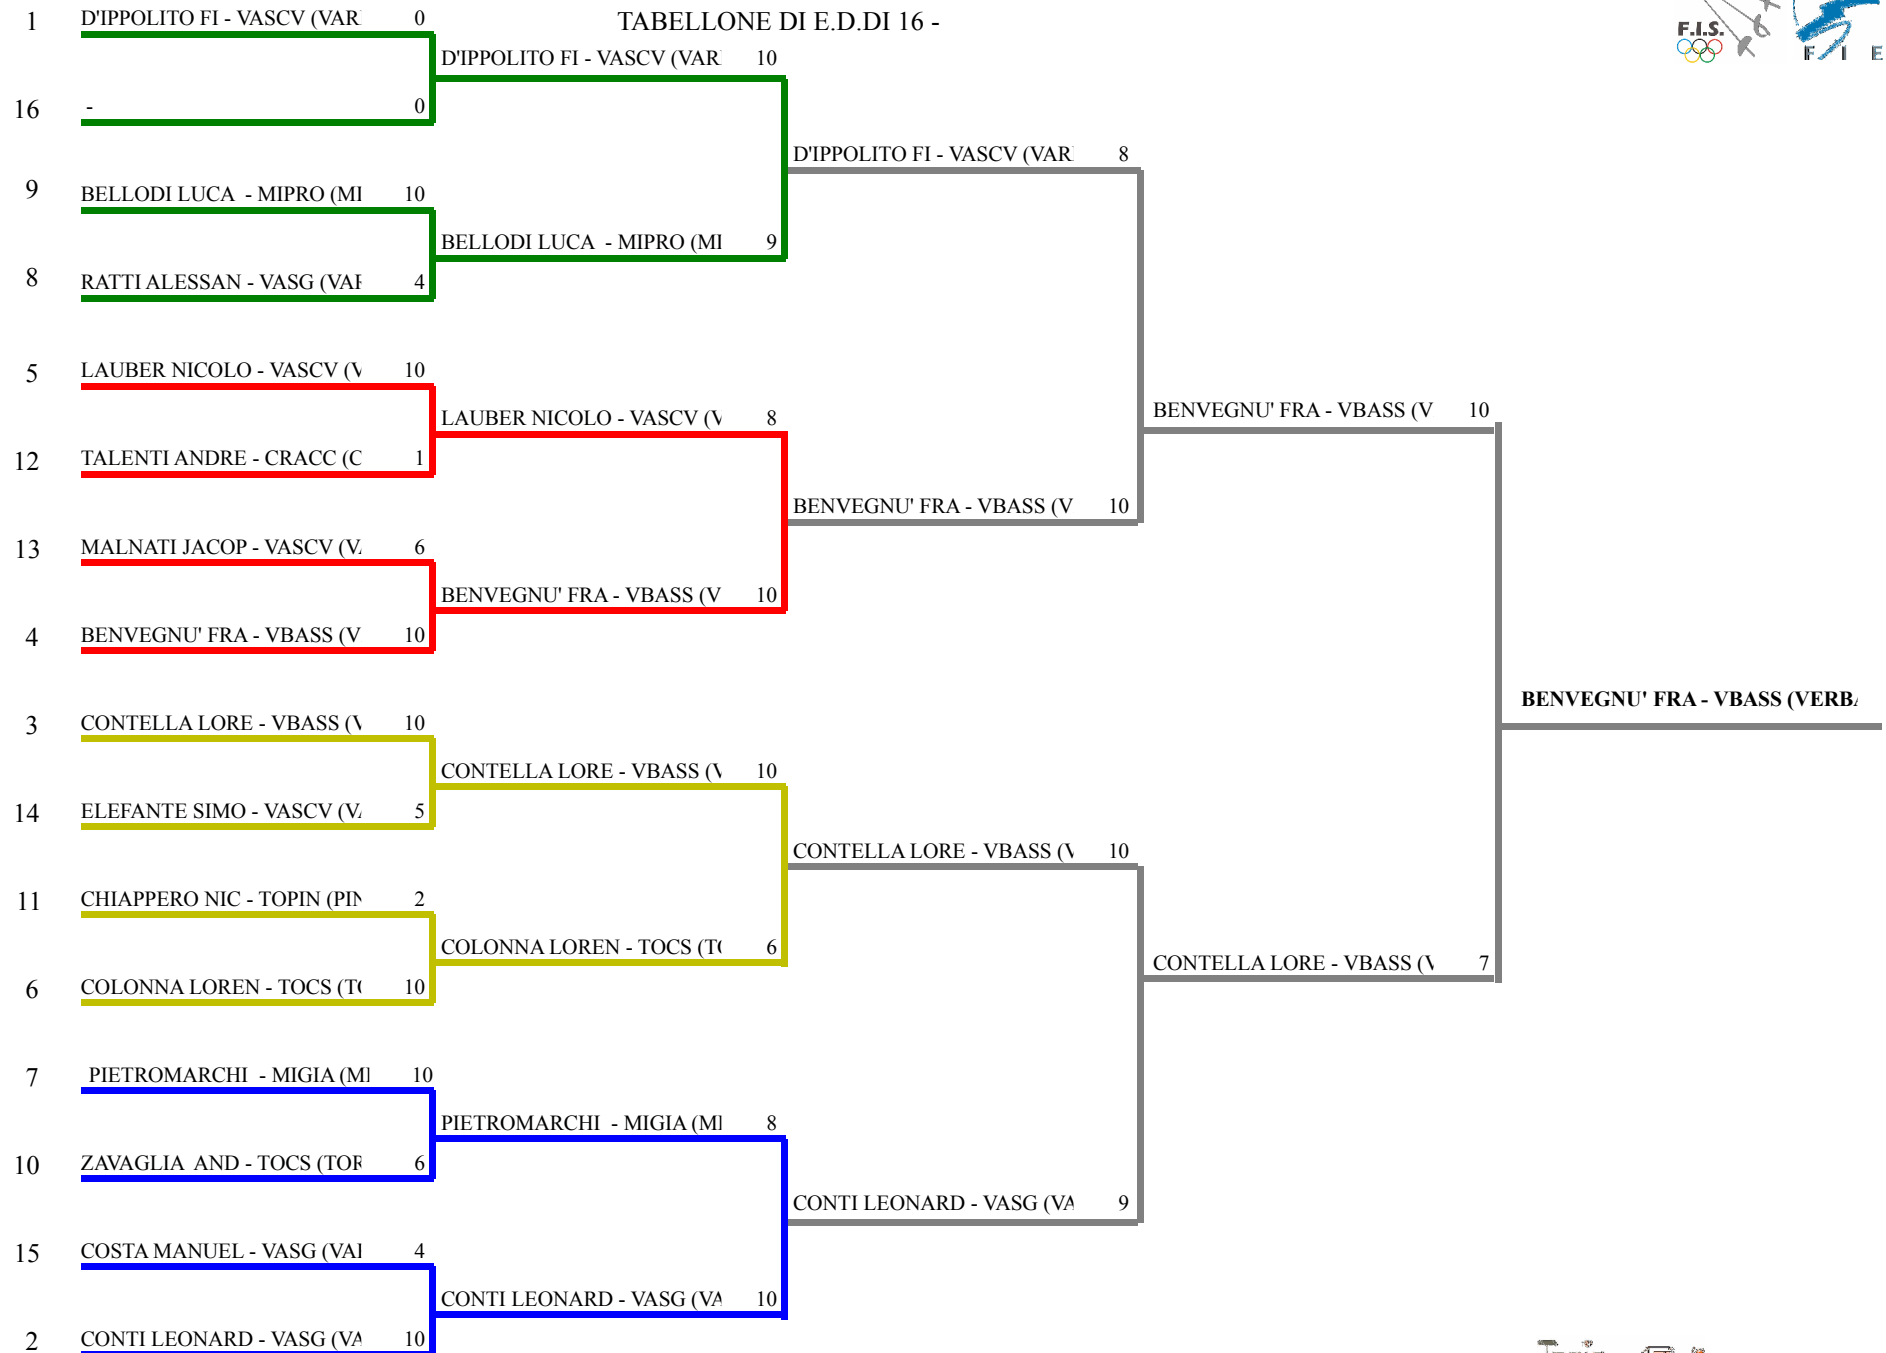 TABELLONE DI E.D.DI 16 -
F.I.S.
F I E
1 D'IPPOLITO FI - VASCV (VAR 0
D'IPPOLITO FI - VASCV (VAR 10
16 - 0
D'IPPOLITO FI - VASCV (VAR 8
9 BELLODI LUCA - MIPRO (MI 10
BELLODI LUCA - MIPRO (MI 9
8 RATTI ALESSAN - VASG (VAR 4
5 LAUBER NICOLO - VASCV (V 10
BENVEGNU' FRA - VBASS (V 10
LAUBER NICOLO - VASCV (V 8
12 TALENTI ANDRE - CRACC (C 1
BENVEGNU' FRA - VBASS (V 10
13 MALNATI JACOP - VASCV (VA 6
BENVEGNU' FRA - VBASS (V 10
4 BENVEGNU' FRA - VBASS (V 10
BENVEGNU' FRA - VBASS (VERBA
3 CONTELLA LORE - VBASS (V 10
CONTELLA LORE - VBASS (V 10
14 ELEFANTE SIMO - VASCV (VA 5
CONTELLA LORE - VBASS (V 10
11 CHIAPPERO NIC - TOPIN (PIN 2
COLONNA LOREN - TOCS (TO 6
CONTELLA LORE - VBASS (V 7
6 COLONNA LOREN - TOCS (TO 10
7 PIETROMARCHI - MIGIA (MI 10
PIETROMARCHI - MIGIA (MI 8
10 ZAVAGLIA AND - TOCS (TOR 6
CONTI LEONARD - VASG (VA 9
15 COSTA MANUEL - VASG (VAR 4
CONTI LEONARD - VASG (VA 10
2 CONTI LEONARD - VASG (VA 10